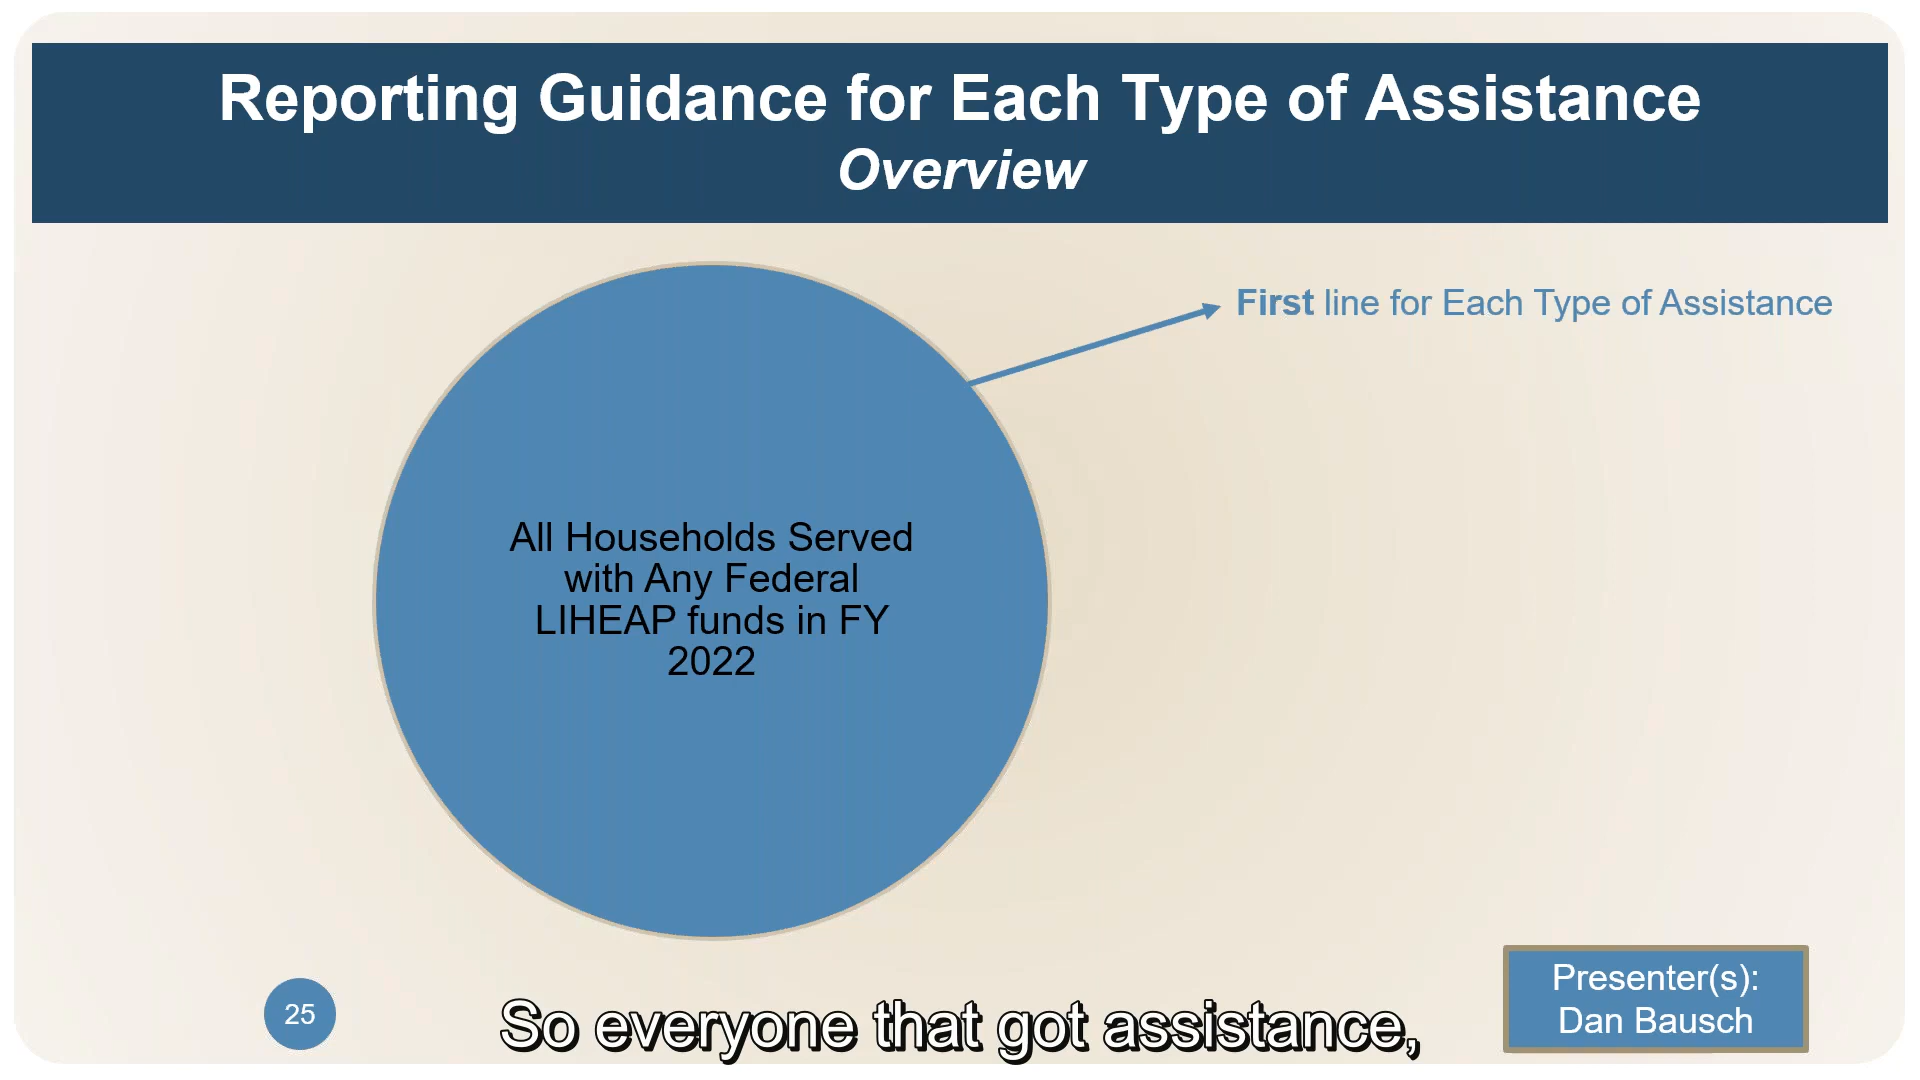 Reporting Guidance for Each Type of Assistance
Overview
First line for Each Type of Assistance
All Households Served
with Any Federal
LIHEAP funds in FY
2022
25
So everyone that got assistance,
Presenter(s):
Dan Bausch